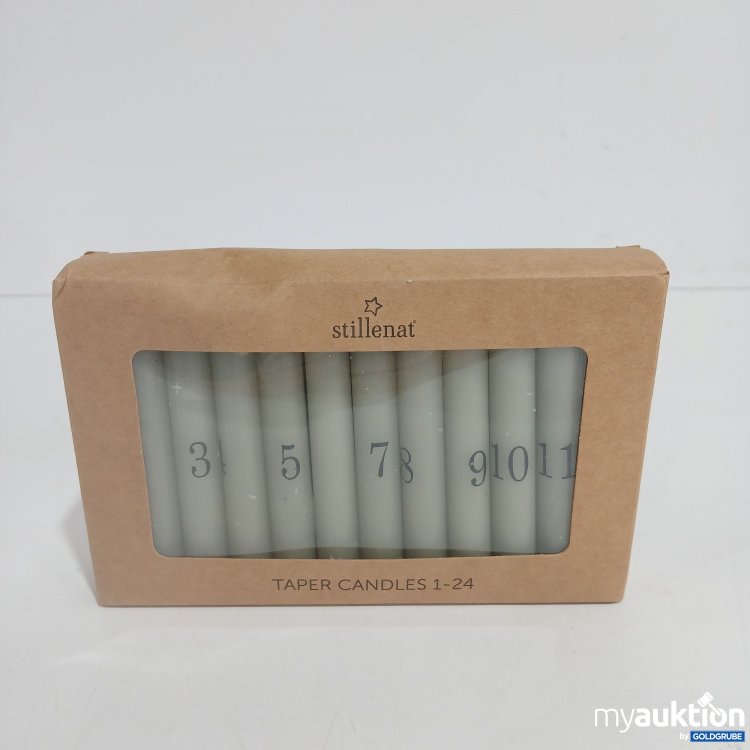 stillenat®
3 5 7 8 9 10 11
TAPER CANDLES 1-24
myauktion
by GOLDGRUBE